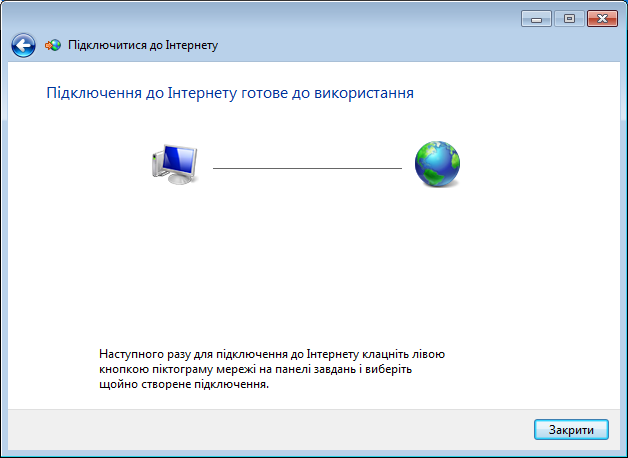 Підключитися до Інтернету
Підключення до Інтернету готове до використання
Наступного разу для підключення до Інтернету клацніть лівою
кнопкою піктограму мережі на панелі завдань і виберіть
щойно створене підключення.
Закрити